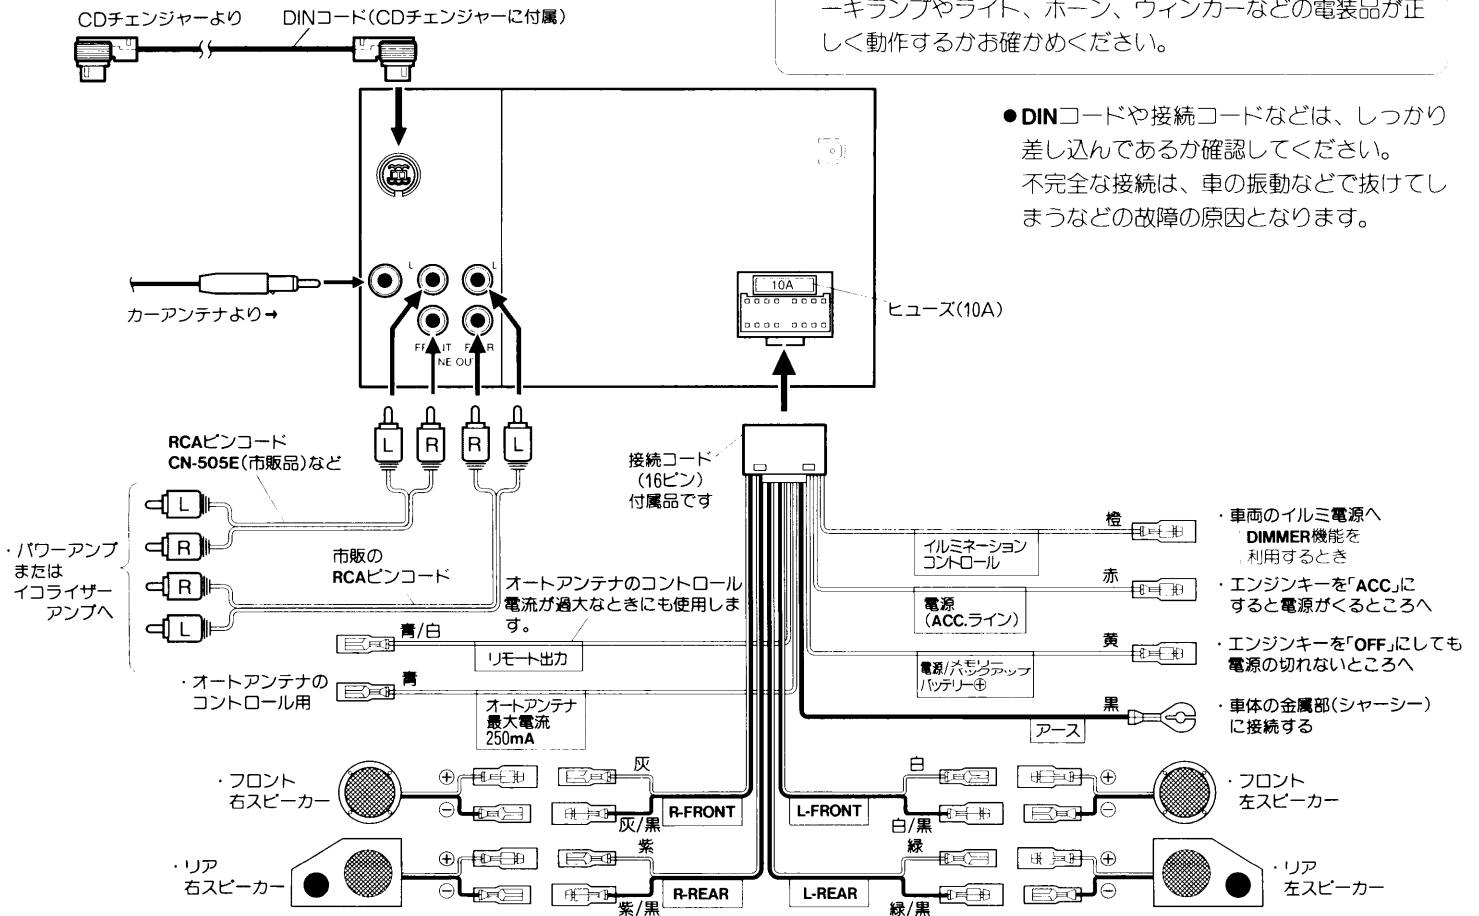 CDチェンジャーより
DINコード(CDチェンジャーに付属)
ーキランプやライト、ホーン、ウィンカーなどの電装品が正
しく動作するかお確かめください。
●DINコードや接続コードなどは、しっかり
差し込んであるか確認してください。
不完全な接続は、車の振動などで抜けてし
まうなどの故障の原因となります。
カーアンテナより→
L
L
FRONT
NE OU
10A
ヒューズ(10A)
L
R
R
L
RCAピンコード
CN-505E(市販品)など
接続コード
(16ピン)
付属品です
L
R
R
L
・パワーアンプ
または
イコライザー
アンプへ
市販の
RCAピンコード
オートアンテナのコントロール
電流が過大なときにも使用しま
す。
青/白
リモート出力
・オートアンテナの
コントロール用
青
オートアンテナ
最大電流
250mA
橙
イルミネーション
コントロール
・車両のイルミ電源へ
DIMMER機能を
利用するとき
赤
電源
(ACC.ライン)
・エンジンキーを「ACC」に
すると電源がくるところへ
黄
電源/メモリーバックアップ
バッテリー⊕
・エンジンキーを「OFF」にしても
電源の切れないところへ
黒
アース
・車体の金属部(シャーシー)
に接続する
・フロント
右スピーカー
⊕
⊖
灰
灰/黒
R-FRONT
L-FRONT
白
白/黒
⊕
⊖
・フロント
左スピーカー
・リア
右スピーカー
⊕
⊖
紫
紫/黒
R-REAR
L-REAR
緑
緑/黒
⊕
⊖
・リア
左スピーカー